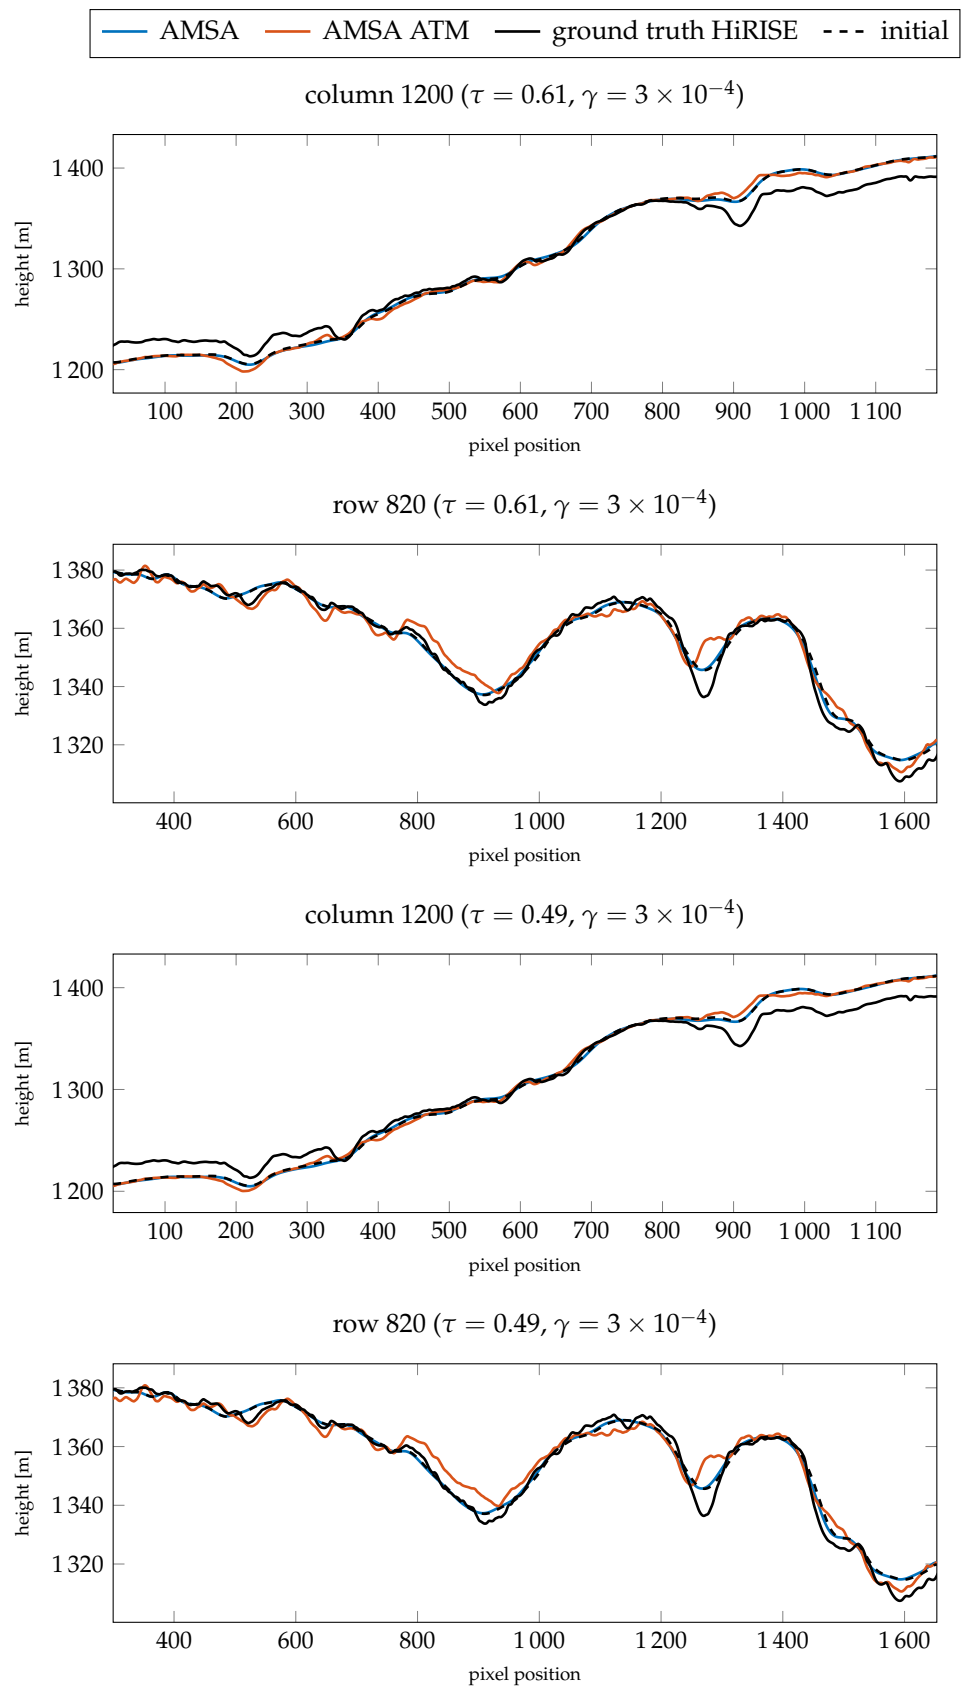 AMSA AMSA ATM ground truth HiRISE initial
column 1200 (τ = 0.61, γ = 3 × 10⁻⁴)
1 400
1 300
1 200
height [m]
100 200 300 400 500 600 700 800 900 1 000 1 100
pixel position
row 820 (τ = 0.61, γ = 3 × 10⁻⁴)
1 380
1 360
1 340
1 320
height [m]
400 600 800 1 000 1 200 1 400 1 600
pixel position
column 1200 (τ = 0.49, γ = 3 × 10⁻⁴)
1 400
1 300
1 200
height [m]
100 200 300 400 500 600 700 800 900 1 000 1 100
pixel position
row 820 (τ = 0.49, γ = 3 × 10⁻⁴)
1 380
1 360
1 340
1 320
height [m]
400 600 800 1 000 1 200 1 400 1 600
pixel position